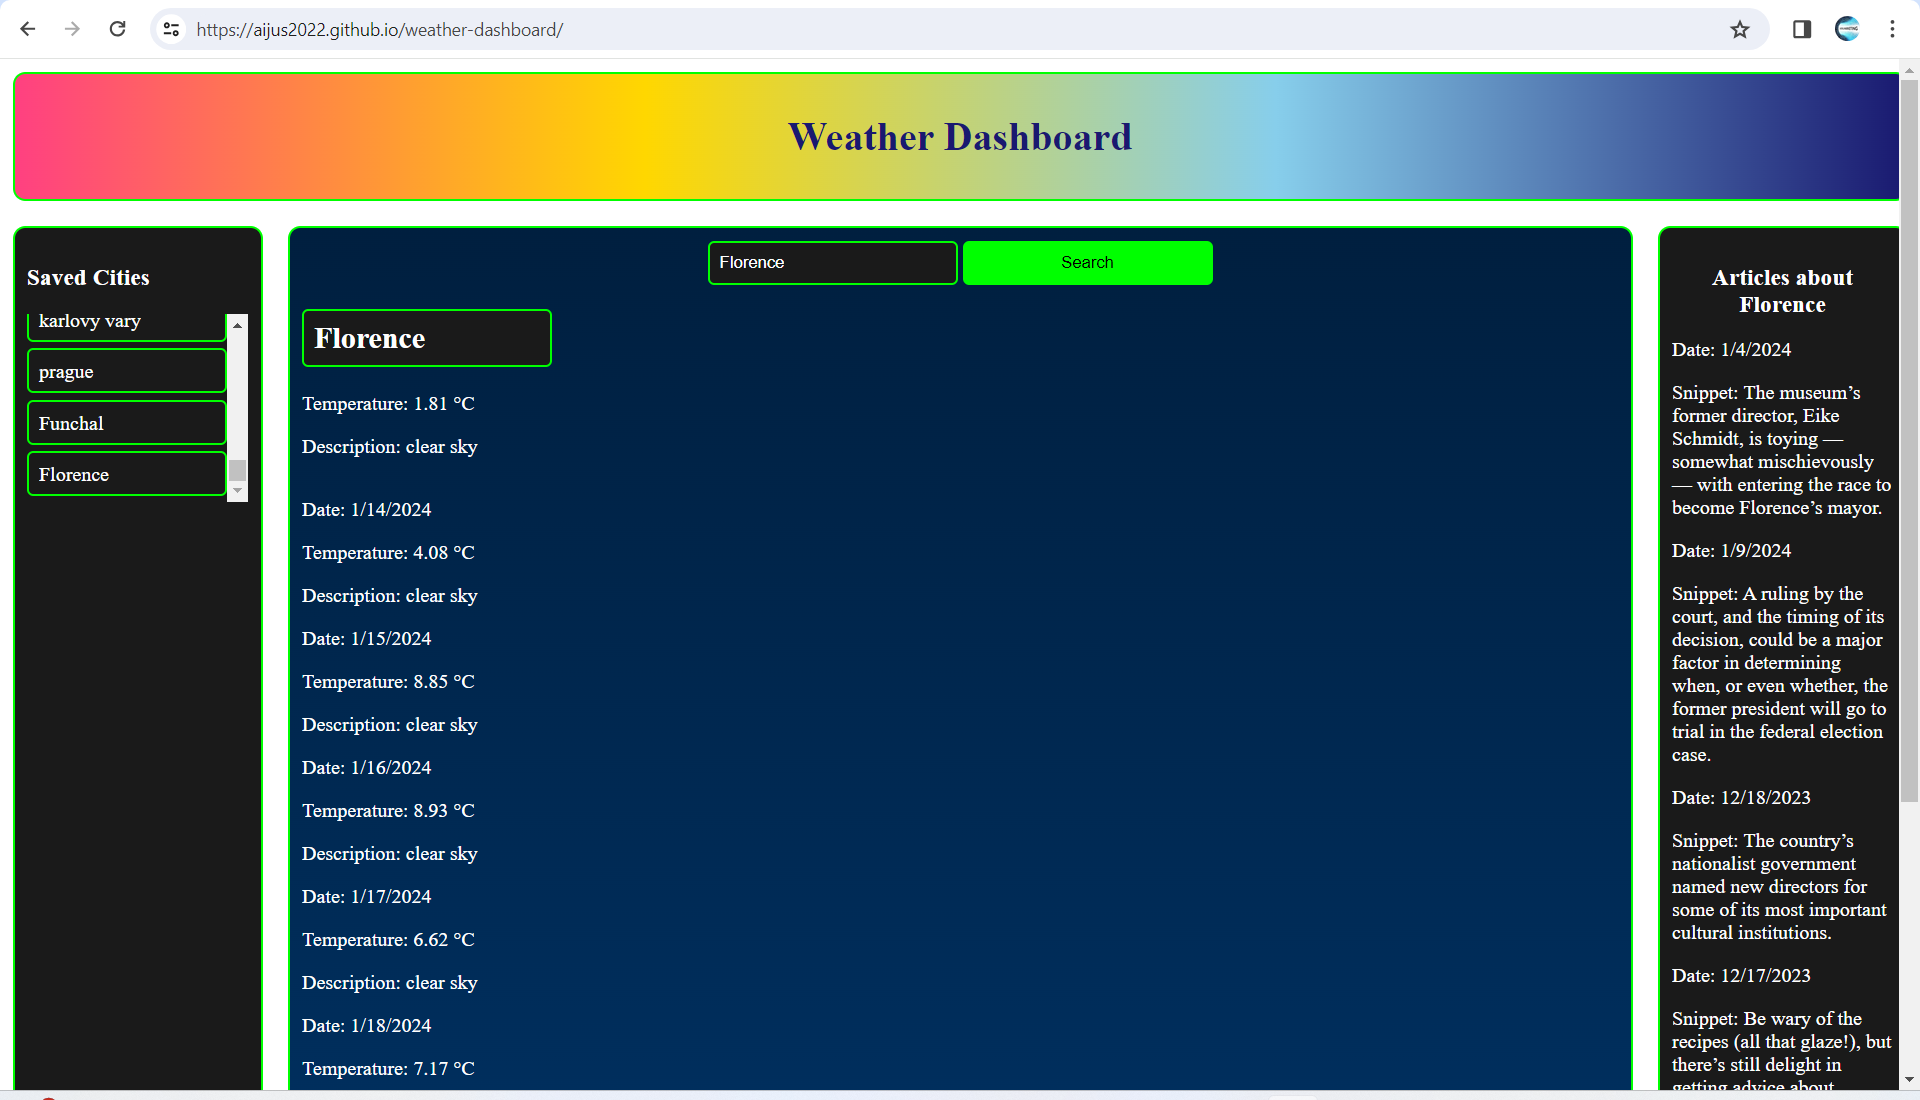 https://aijus2022.github.io/weather-dashboard/
Weather Dashboard
Saved Cities
karlovy vary
prague
Funchal
Florence
Florence
Search
Florence
Temperature: 1.81 °C
Description: clear sky
Date: 1/14/2024
Temperature: 4.08 °C
Description: clear sky
Date: 1/15/2024
Temperature: 8.85 °C
Description: clear sky
Date: 1/16/2024
Temperature: 8.93 °C
Description: clear sky
Date: 1/17/2024
Temperature: 6.62 °C
Description: clear sky
Date: 1/18/2024
Temperature: 7.17 °C
Articles about
Florence
Date: 1/4/2024
Snippet: The museum’s
former director, Eike
Schmidt, is toying —
somewhat mischievously
— with entering the race to
become Florence’s mayor.
Date: 1/9/2024
Snippet: A ruling by the
court, and the timing of its
decision, could be a major
factor in determining
when, or even whether, the
former president will go to
trial in the federal election
case.
Date: 12/18/2023
Snippet: The country’s
nationalist government
named new directors for
some of its most important
cultural institutions.
Date: 12/17/2023
Snippet: Be wary of the
recipes (all that glaze!), but
there’s still delight in
getting advice about